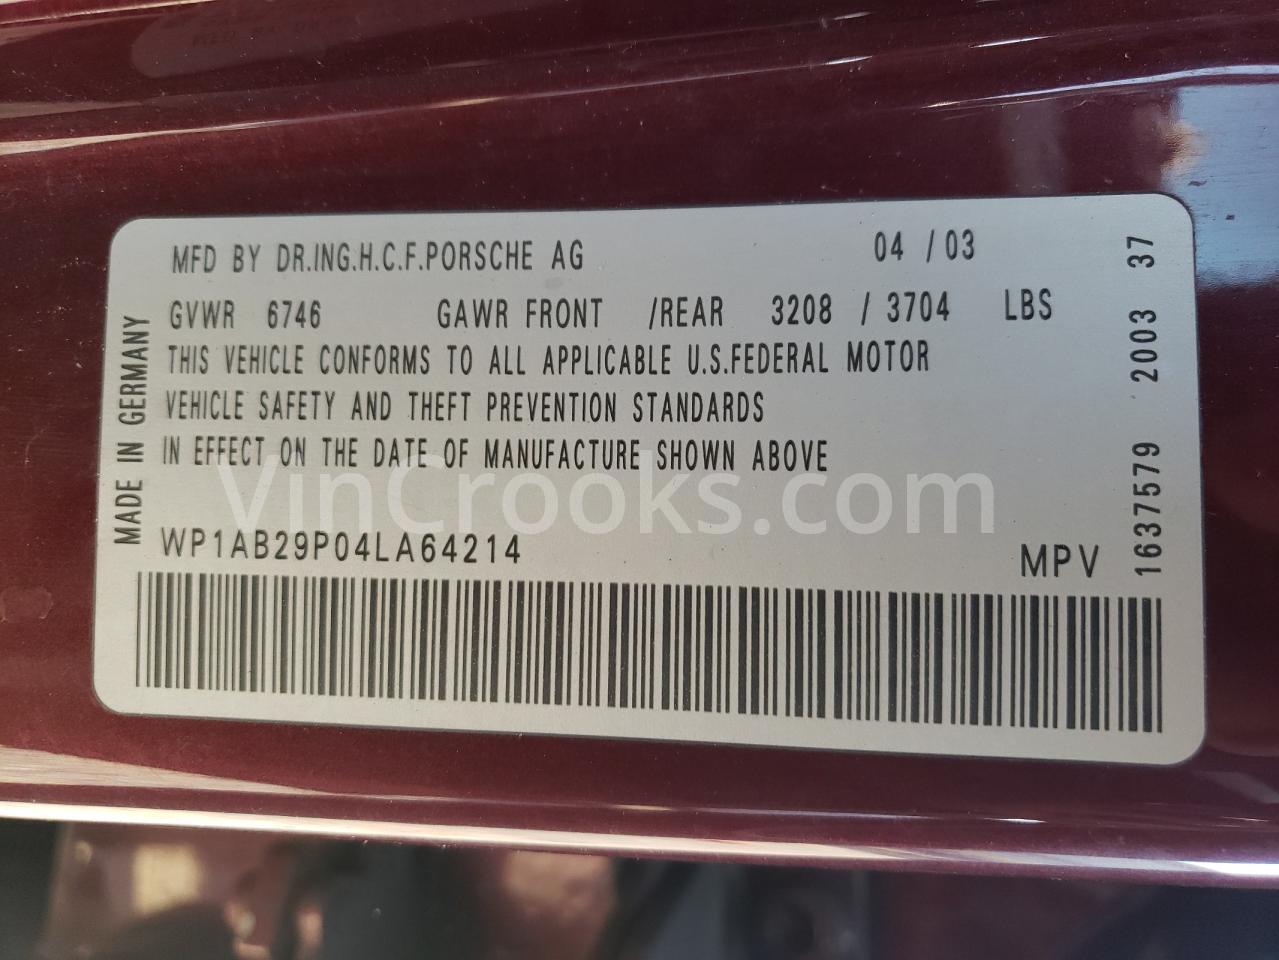 MFD BY DR.ING.H.C.F.PORSCHE AG 04 / 03
GVWR 6746 GAWR FRONT /REAR 3208 / 3704 LBS
THIS VEHICLE CONFORMS TO ALL APPLICABLE U.S.FEDERAL MOTOR
VEHICLE SAFETY AND THEFT PREVENTION STANDARDS
IN EFFECT ON THE DATE OF MANUFACTURE SHOWN ABOVE
VinCrooks.com
WP1AB29P04LA64214 MPV
MADE IN GERMANY
1637579 2003 37